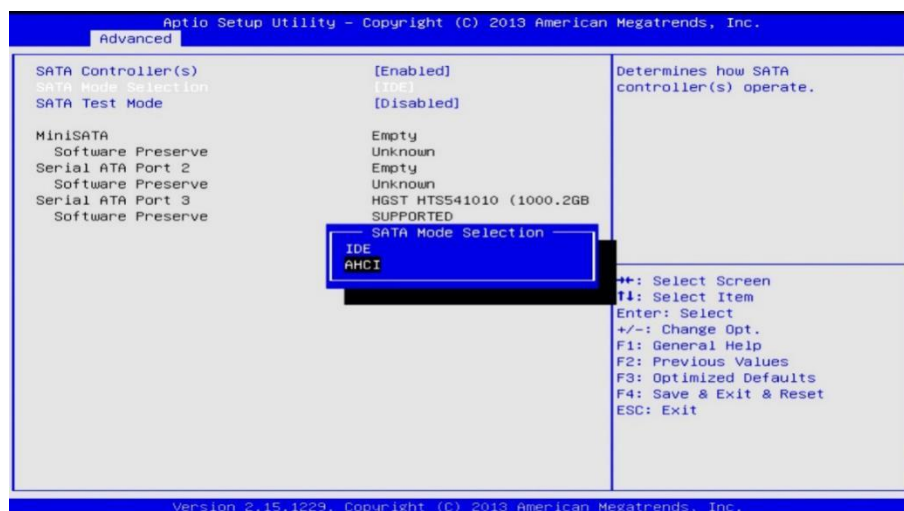 Aptio Setup Utility – Copyright (C) 2013 American Megatrends, Inc.
Advanced
SATA Controller(s) [Enabled]
SATA Mode Selection [IDE]
SATA Test Mode [Disabled]
MiniSATA Empty
Software Preserve Unknown
Serial ATA Port 2 Empty
Software Preserve Unknown
Serial ATA Port 3 HGST HTS541010 (1000.2GB
Software Preserve SUPPORTED
SATA Mode Selection
IDE
AHCI
Determines how SATA
controller(s) operate.
→←: Select Screen
↑↓: Select Item
Enter: Select
+/-: Change Opt.
F1: General Help
F2: Previous Values
F3: Optimized Defaults
F4: Save & Exit & Reset
ESC: Exit
Version 2.15.1229. Copyright (C) 2013 American Megatrends, Inc.